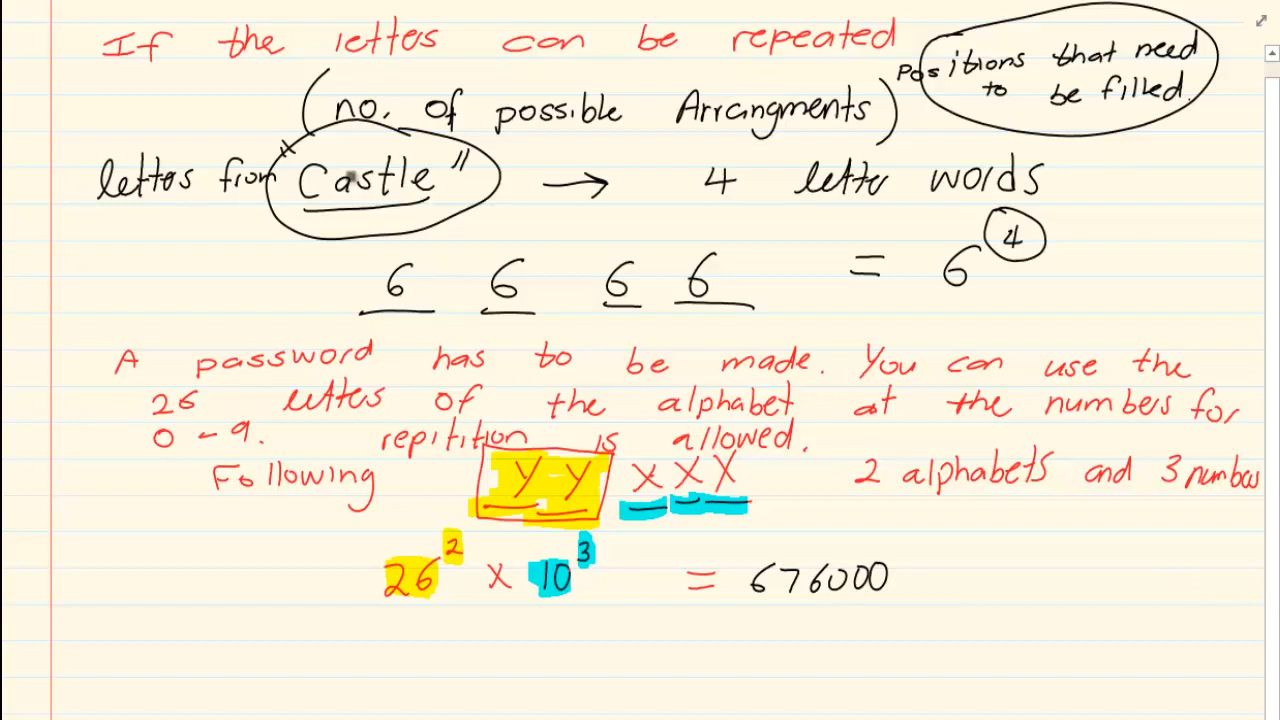 If the letters can be repeated
Positions that need
to be filled.
(no. of possible Arrangments)
letters from "Castle" → 4 letter words
6 6 6 6 = 6^4
A password has to be made. You can use the
26 letters of the alphabet at the numbers for
0 - 9. repitition is allowed.
Following YY XXX 2 alphabets and 3 numbers
26^2 x 10^3 = 676000